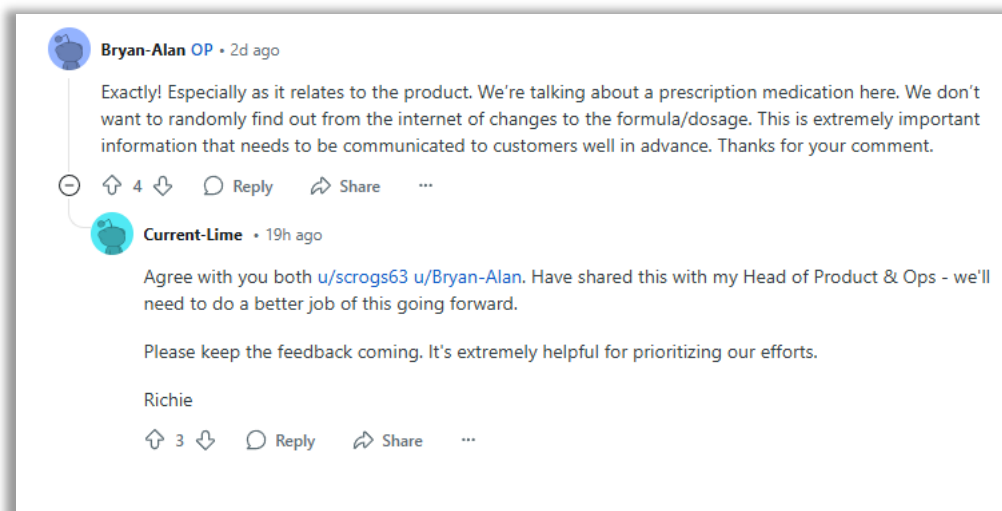 Bryan-Alan OP • 2d ago
Exactly! Especially as it relates to the product. We're talking about a prescription medication here. We don't
want to randomly find out from the internet of changes to the formula/dosage. This is extremely important
information that needs to be communicated to customers well in advance. Thanks for your comment.
4 Reply Share ...
Current-Lime • 19h ago
Agree with you both u/scrogs63 u/Bryan-Alan. Have shared this with my Head of Product & Ops - we'll
need to do a better job of this going forward.
Please keep the feedback coming. It's extremely helpful for prioritizing our efforts.
Richie
3 Reply Share ...